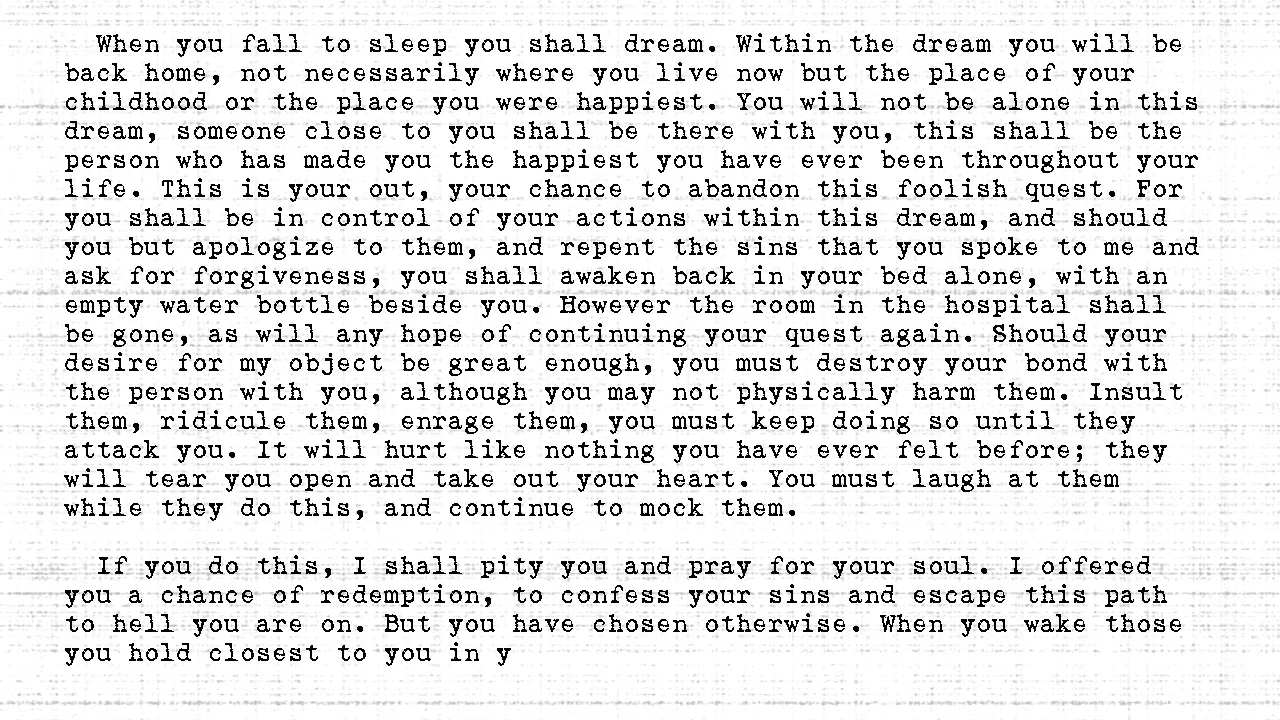 When you fall to sleep you shall dream. Within the dream you will be
back home, not necessarily where you live now but the place of your
childhood or the place you were happiest. You will not be alone in this
dream, someone close to you shall be there with you, this shall be the
person who has made you the happiest you have ever been throughout your
life. This is your out, your chance to abandon this foolish quest. For
you shall be in control of your actions within this dream, and should
you but apologize to them, and repent the sins that you spoke to me and
ask for forgiveness, you shall awaken back in your bed alone, with an
empty water bottle beside you. However the room in the hospital shall
be gone, as will any hope of continuing your quest again. Should your
desire for my object be great enough, you must destroy your bond with
the person with you, although you may not physically harm them. Insult
them, ridicule them, enrage them, you must keep doing so until they
attack you. It will hurt like nothing you have ever felt before; they
will tear you open and take out your heart. You must laugh at them
while they do this, and continue to mock them.
If you do this, I shall pity you and pray for your soul. I offered
you a chance of redemption, to confess your sins and escape this path
to hell you are on. But you have chosen otherwise. When you wake those
you hold closest to you in y